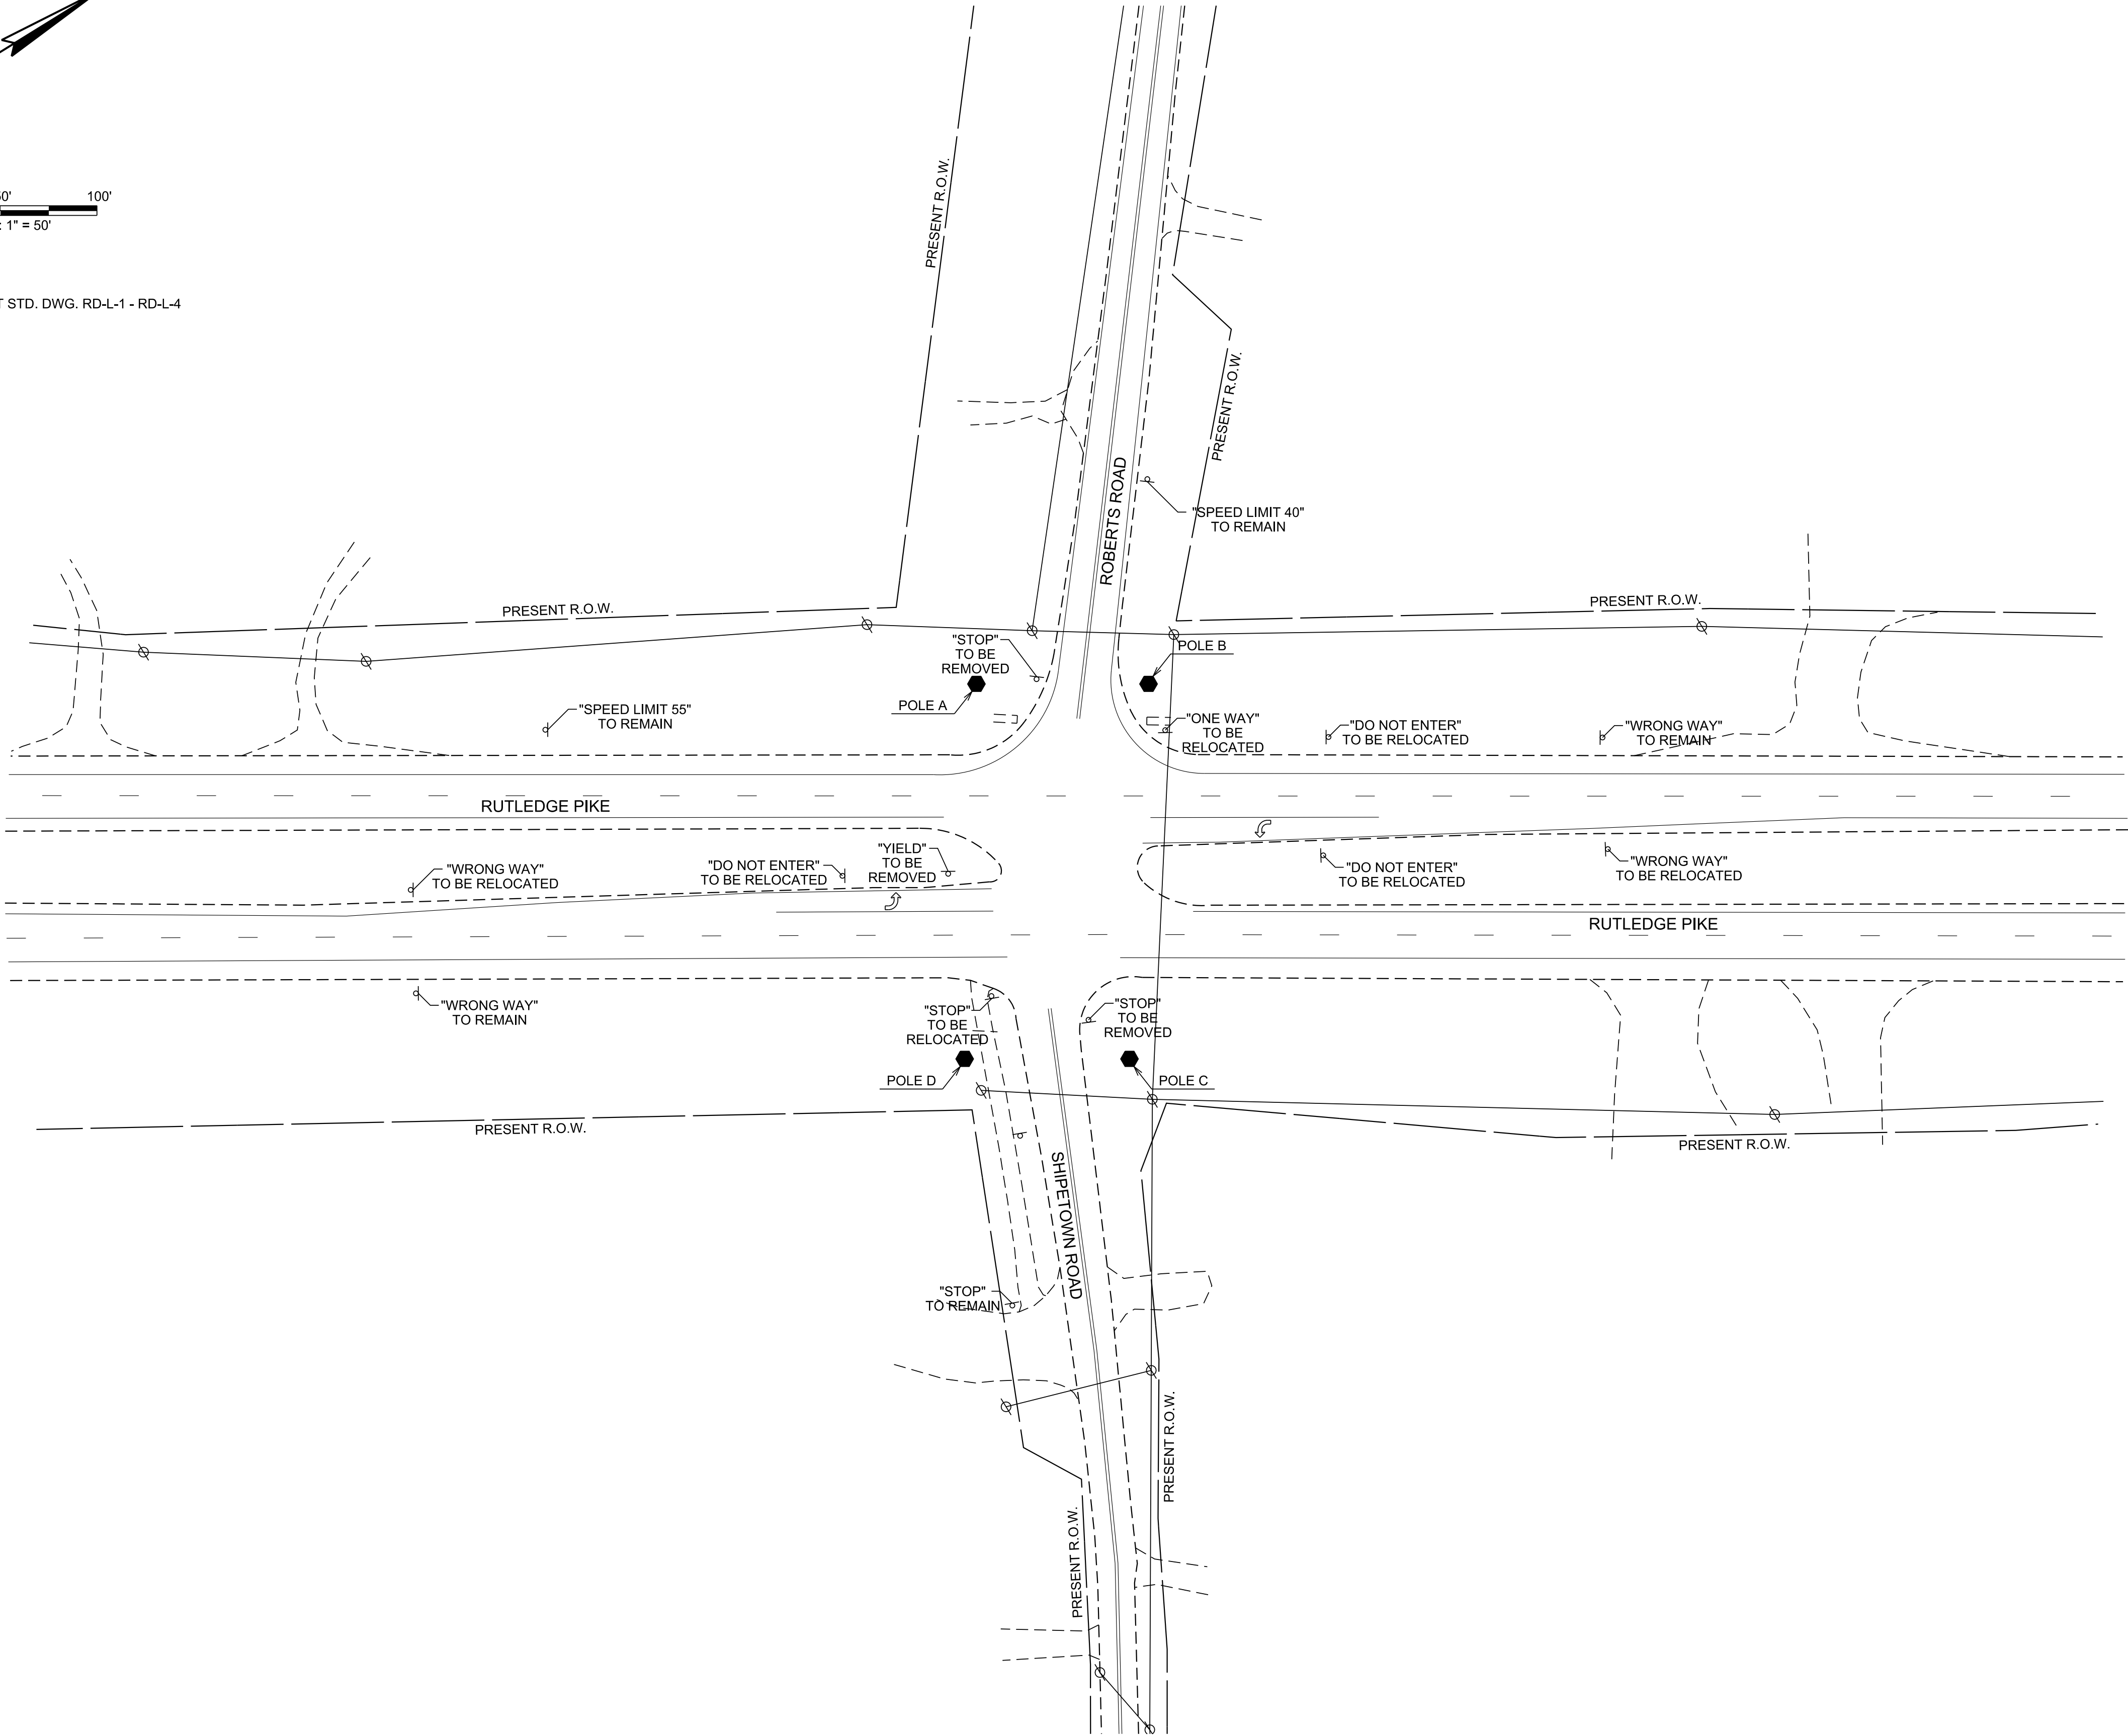 0' 100'
1" = 50'
STD. DWG. RD-L-1 - RD-L-4
PRESENT R.O.W.
PRESENT R.O.W.
ROBERTS ROAD
"SPEED LIMIT 40"
TO REMAIN
PRESENT R.O.W.
PRESENT R.O.W.
"STOP"
TO BE
REMOVED
POLE A
POLE B
"SPEED LIMIT 55"
TO REMAIN
"ONE WAY"
TO BE
RELOCATED
"DO NOT ENTER"
TO BE RELOCATED
"WRONG WAY"
TO REMAIN
RUTLEDGE PIKE
"WRONG WAY"
TO BE RELOCATED
"DO NOT ENTER"
TO BE RELOCATED
"YIELD"
TO BE
REMOVED
"DO NOT ENTER"
TO BE RELOCATED
"WRONG WAY"
TO BE RELOCATED
RUTLEDGE PIKE
"WRONG WAY"
TO REMAIN
"STOP"
TO BE
RELOCATED
"STOP"
TO BE
REMOVED
POLE D
POLE C
PRESENT R.O.W.
PRESENT R.O.W.
SHIPETOWN ROAD
"STOP"
TO REMAIN
PRESENT R.O.W.
PRESENT R.O.W.